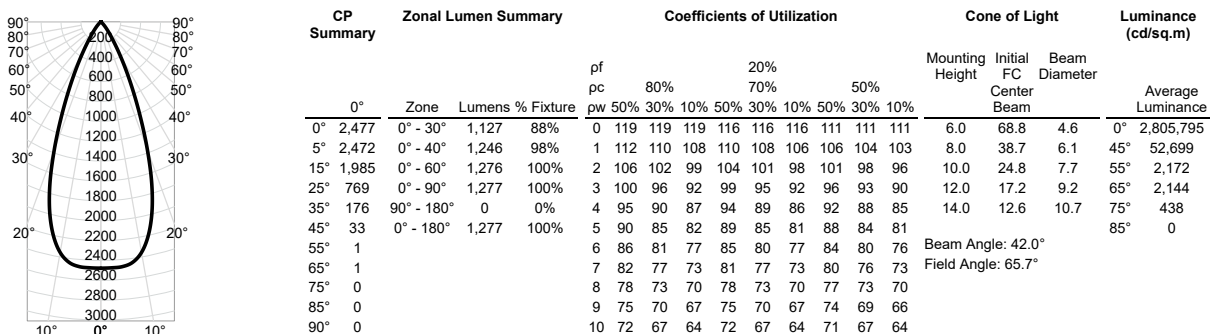 90° 90°
80° 80°
70° 70°
60° 60°
50° 50°
40° 40°
30° 30°
20° 20°
10° 0° 10°
200
400
600
800
1000
1200
1400
1600
1800
2000
2200
2400
2600
2800
3000
CP Summary
0°
0° 2,477
5° 2,472
15° 1,985
25° 769
35° 176
45° 33
55° 1
65° 1
75° 0
85° 0
90° 0
Zonal Lumen Summary
Zone Lumens % Fixture
0° - 30° 1,127 88%
0° - 40° 1,246 98%
0° - 60° 1,276 100%
0° - 90° 1,277 100%
90° - 180° 0 0%
0° - 180° 1,277 100%
Coefficients of Utilization
ρf 20%
ρc 80% 70% 50%
ρw 50% 30% 10% 50% 30% 10% 50% 30% 10%
0 119 119 119 116 116 116 111 111 111
1 112 110 108 110 108 106 106 104 103
2 106 102 99 104 101 98 101 98 96
3 100 96 92 99 95 92 96 93 90
4 95 90 87 94 89 86 92 88 85
5 90 85 82 89 85 81 88 84 81
6 86 81 77 85 80 77 84 80 76
7 82 77 73 81 77 73 80 76 73
8 78 73 70 78 73 70 77 73 70
9 75 70 67 75 70 67 74 69 66
10 72 67 64 72 67 64 71 67 64
Cone of Light
Mounting Height Initial FC Center Beam Beam Diameter
6.0 68.8 4.6
8.0 38.7 6.1
10.0 24.8 7.7
12.0 17.2 9.2
14.0 12.6 10.7
Beam Angle: 42.0°
Field Angle: 65.7°
Luminance
(cd/sq.m)
Average
Luminance
0° 2,805,795
45° 52,699
55° 2,172
65° 2,144
75° 438
85° 0